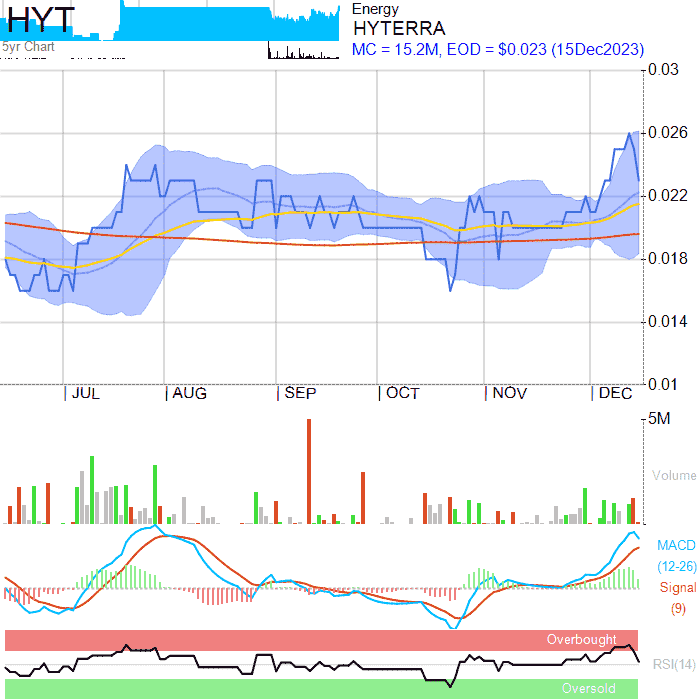 HYT
5yr Chart
Energy
HYTERRA
MC = 15.2M, EOD = $0.023 (15Dec2023)
0.03
0.026
0.022
0.018
0.014
0.01
JUL AUG SEP OCT NOV DEC
5M
Volume
MACD
(12-26)
Signal
(9)
Overbought
RSI(14)
Oversold